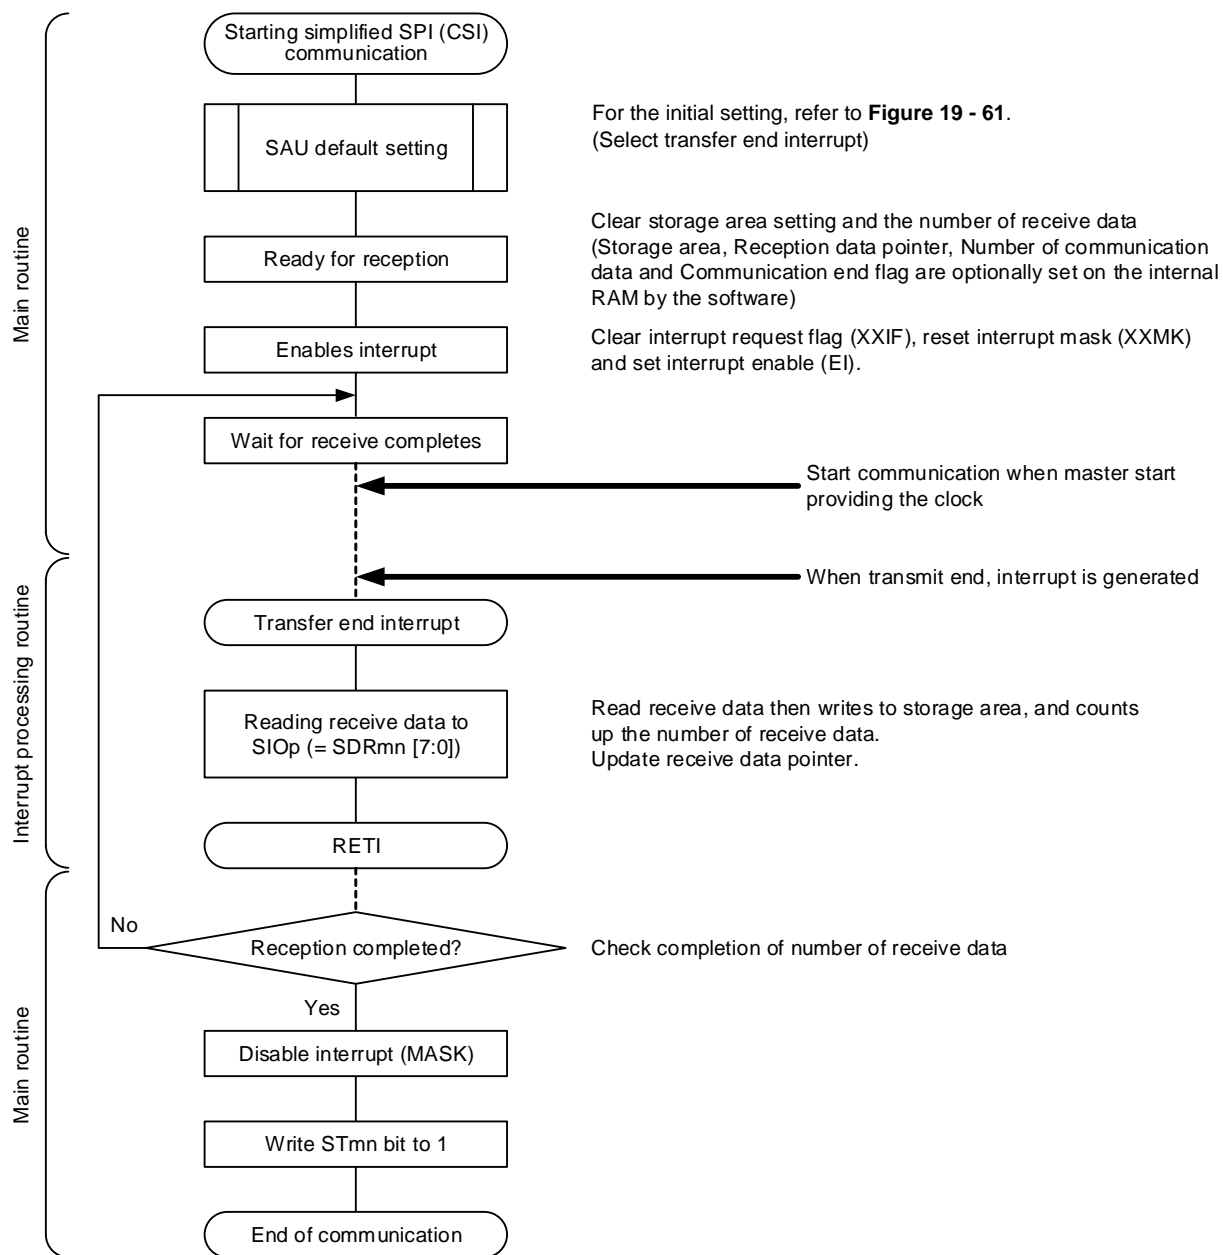 Starting simplified SPI (CSI)
communication
SAU default setting
For the initial setting, refer to Figure 19 - 61.
(Select transfer end interrupt)
Main routine
Ready for reception
Clear storage area setting and the number of receive data
(Storage area, Reception data pointer, Number of communication
data and Communication end flag are optionally set on the internal
RAM by the software)
Enables interrupt
Clear interrupt request flag (XXIF), reset interrupt mask (XXMK)
and set interrupt enable (EI).
Wait for receive completes
Start communication when master start
providing the clock
When transmit end, interrupt is generated
Interrupt processing routine
Transfer end interrupt
Reading receive data to
SIOp (= SDRmn [7:0])
Read receive data then writes to storage area, and counts
up the number of receive data.
Update receive data pointer.
RETI
Main routine
No
Reception completed?
Check completion of number of receive data
Yes
Disable interrupt (MASK)
Write STmn bit to 1
End of communication